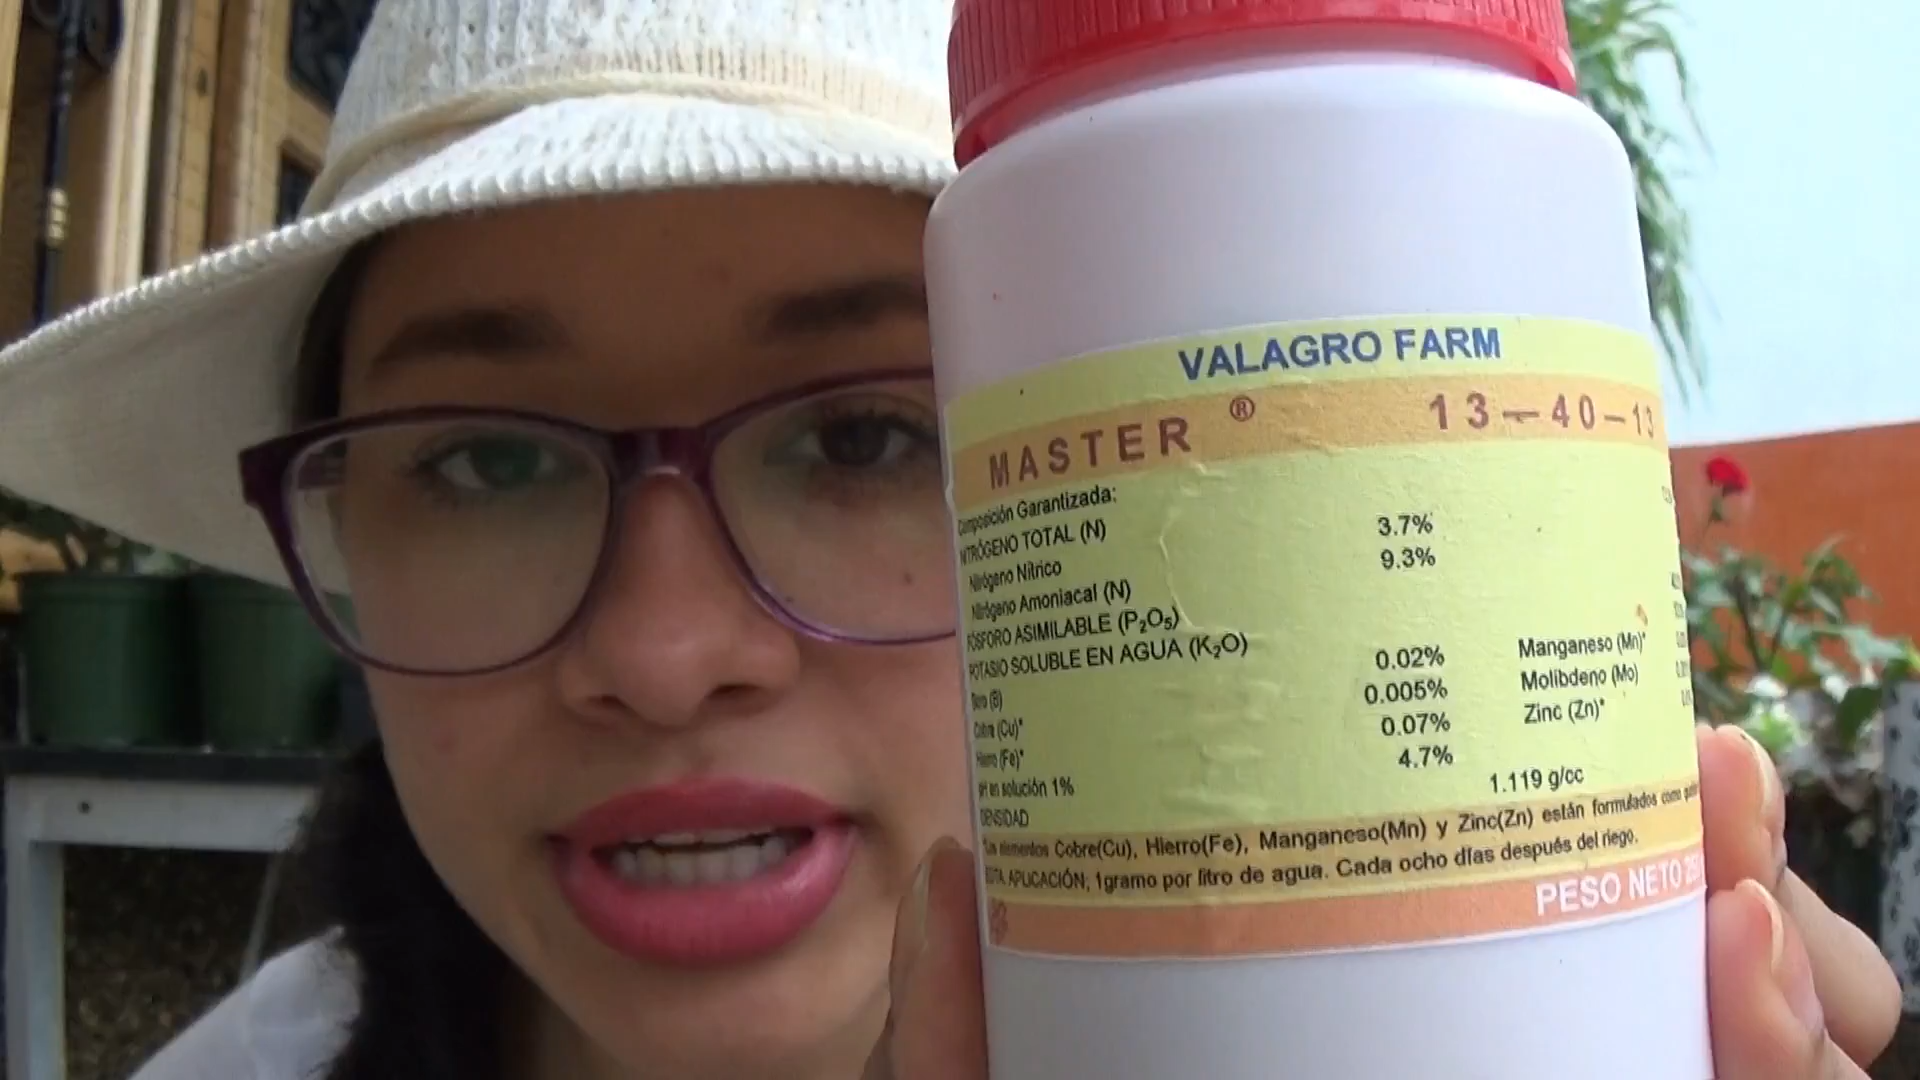 VALAGRO FARM
MASTER ® 13-40-13
Composición Garantizada:
NITRÓGENO TOTAL (N)
Nitrógeno Nítrico 3.7%
Nitrógeno Amoniacal (N) 9.3%
FÓSFORO ASIMILABLE (P₂O₅)
POTASIO SOLUBLE EN AGUA (K₂O)
Boro (B) 0.02% Manganeso (Mn)*
Cobre (Cu)* 0.005% Molibdeno (Mo)
Hierro (Fe)* 0.07% Zinc (Zn)*
pH en solución 1% 4.7%
DENSIDAD 1.119 g/cc
*Los elementos Cobre(Cu), Hierro(Fe), Manganeso(Mn) y Zinc(Zn) están formulados como
NOTA. APLICACIÓN; 1gramo por litro de agua. Cada ocho días después del riego.
PESO NETO